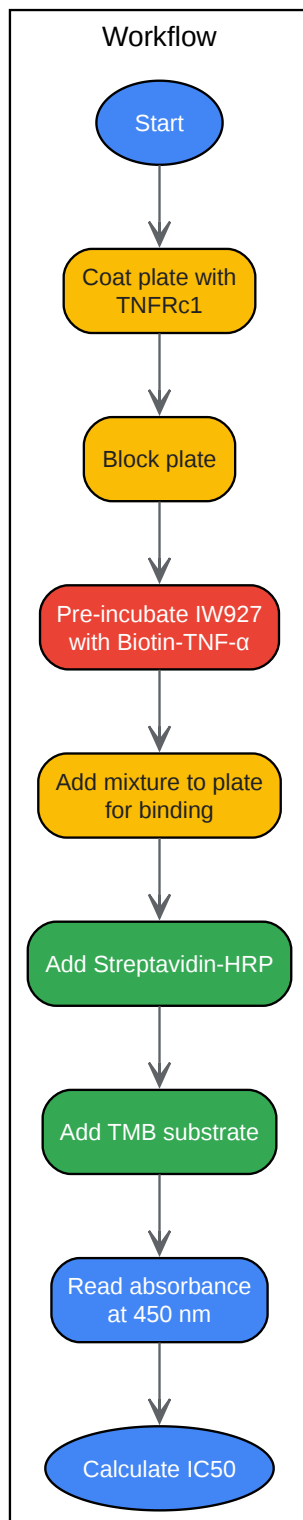 Workflow
Start
Coat plate with
TNFRc1
Block plate
Pre-incubate IW927
with Biotin-TNF-α
Add mixture to plate
for binding
Add Streptavidin-HRP
Add TMB substrate
Read absorbance
at 450 nm
Calculate IC50